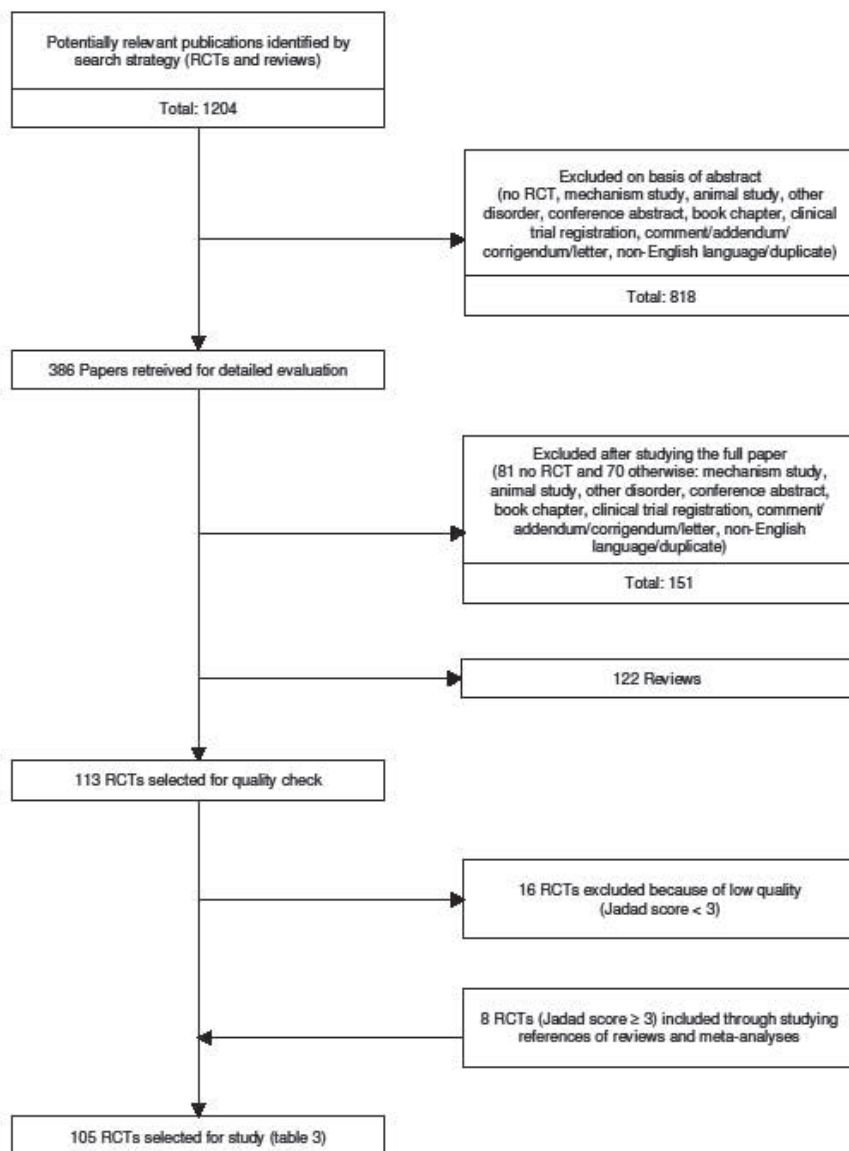 Potentially relevant publications identified by
search strategy (RCTs and reviews)
Total: 1204
Excluded on basis of abstract
(no RCT, mechanism study, animal study, other
disorder, conference abstract, book chapter, clinical
trial registration, comment/addendum/
corrigendum/letter, non-English language/duplicate)
Total: 818
386 Papers retreived for detailed evaluation
Excluded after studying the full paper
(81 no RCT and 70 otherwise: mechanism study,
animal study, other disorder, conference abstract,
book chapter, clinical trial registration, comment/
addendum/corrigendum/letter, non-English
language/duplicate)
Total: 151
122 Reviews
113 RCTs selected for quality check
16 RCTs excluded because of low quality
(Jadad score < 3)
8 RCTs (Jadad score ≥ 3) included through studying
references of reviews and meta-analyses
105 RCTs selected for study (table 3)